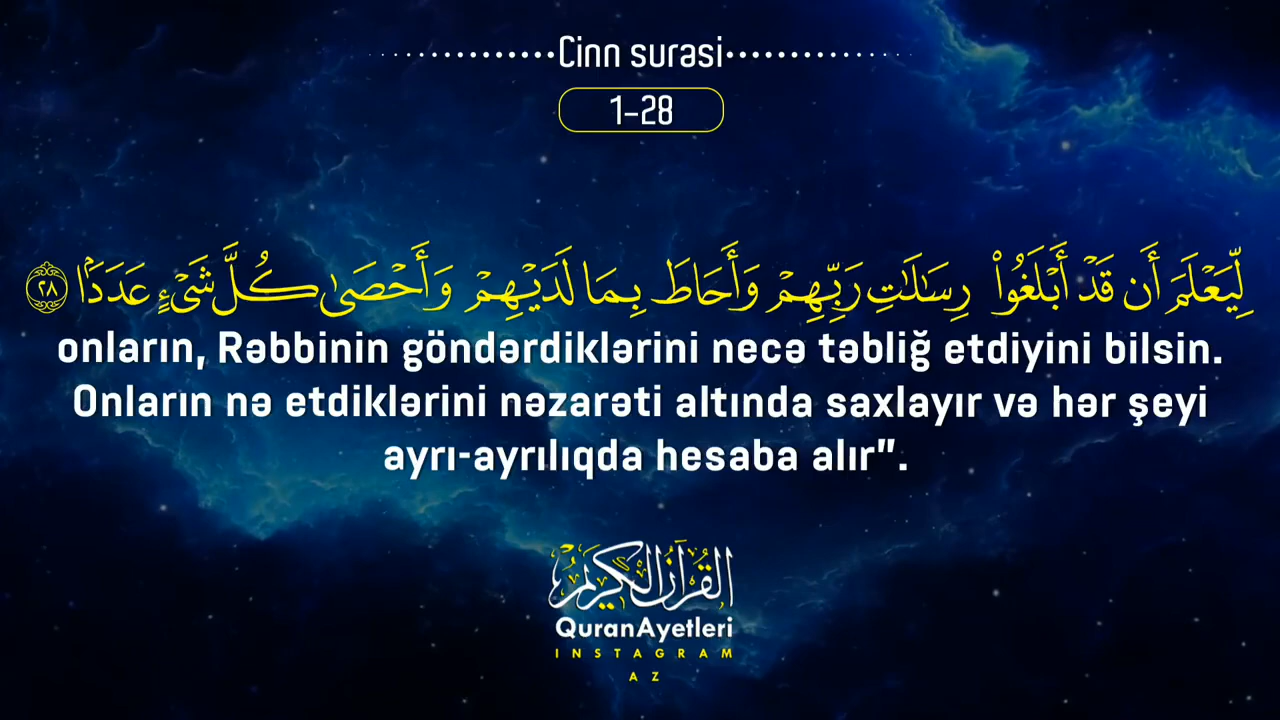 Cinn surasi
1-28
لِّيَعْلَمَ أَن قَدْ أَبْلَغُوا۟ رِسَـٰلَـٰتِ رَبِّهِمْ وَأَحَاطَ بِمَا لَدَيْهِمْ وَأَحْصَىٰ كُلَّ شَىْءٍ عَدَدًۢا ٢٨
onların, Rəbbinin göndərdiklərini necə təbliğ etdiyini bilsin.
Onların nə etdiklərini nəzarəti altında saxlayır və hər şeyi
ayrı-ayrılıqda hesaba alır”.
القرآن الكريم
QuranAyetleri
INSTAGRAM
AZ